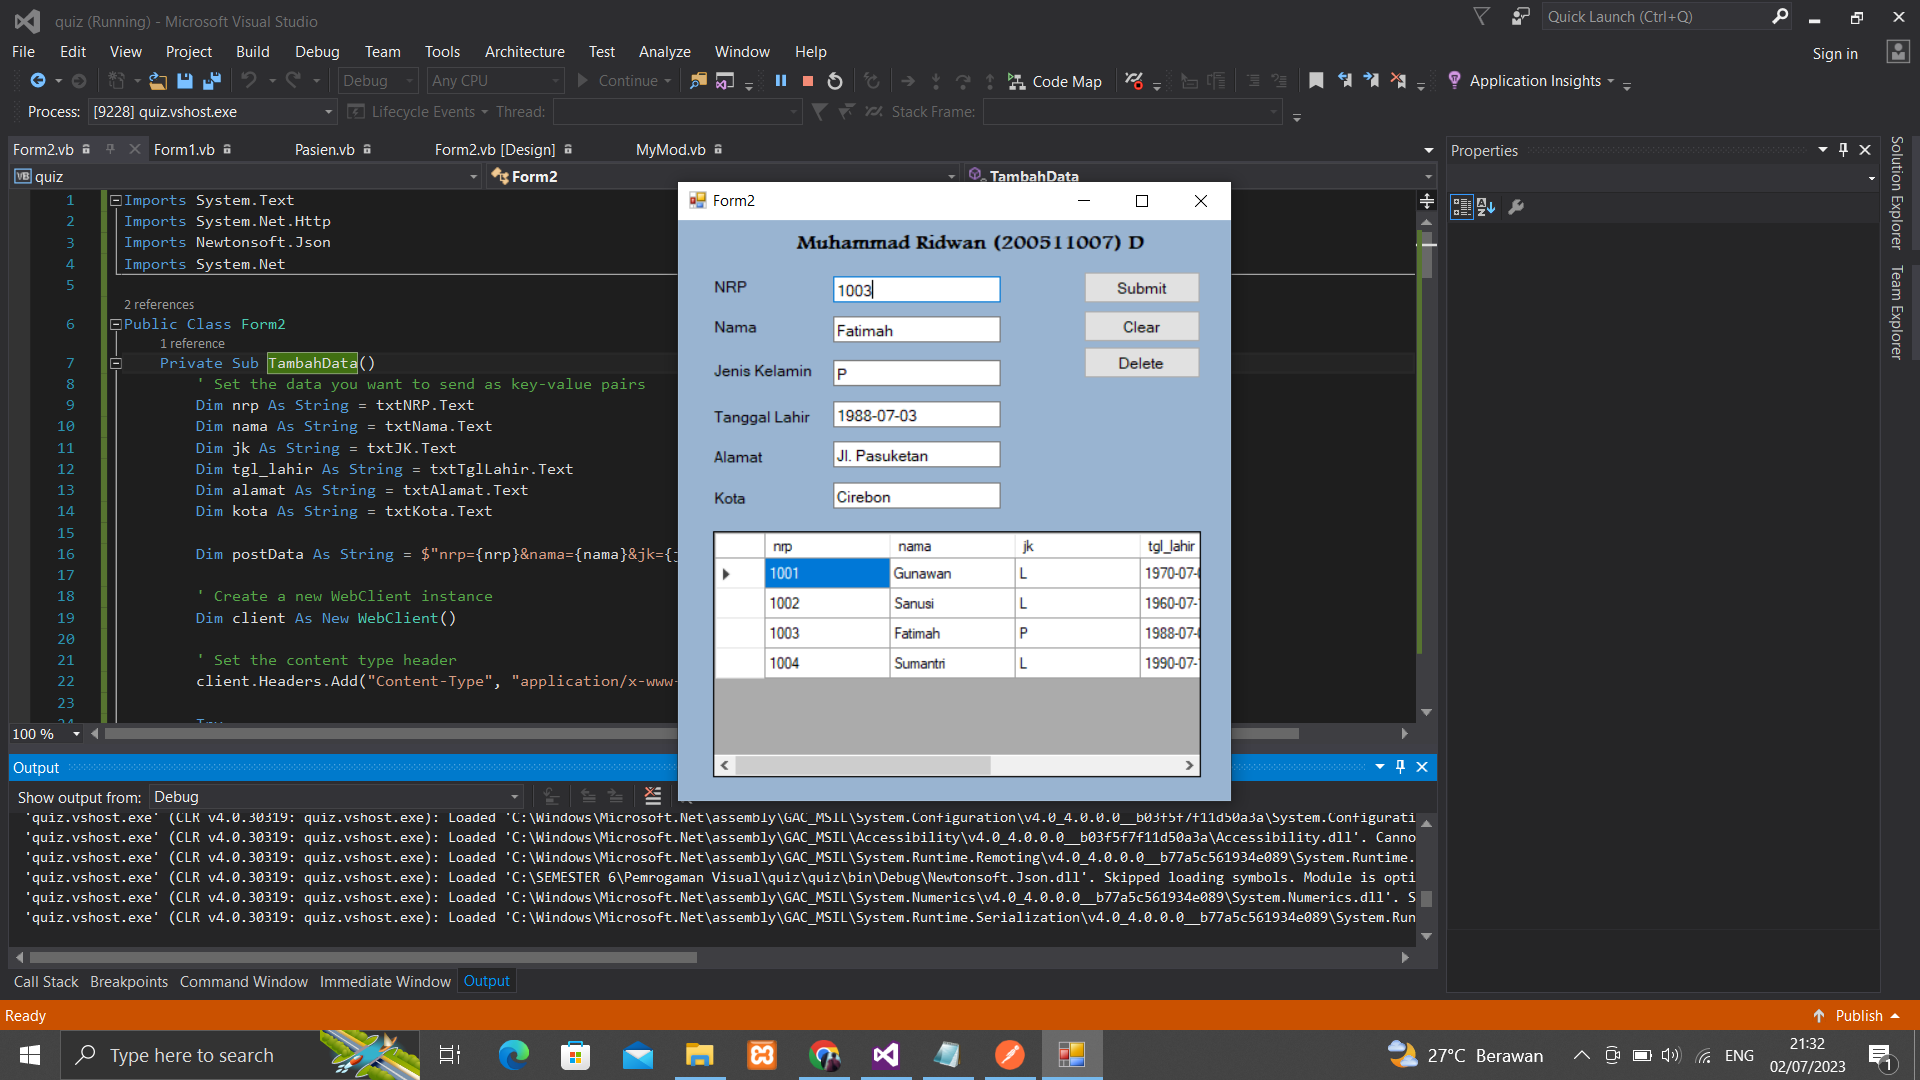 quiz (Running) - Microsoft Visual Studio
Quick Launch (Ctrl+Q)
File Edit View Project Build Debug Team Tools Architecture Test Analyze Window Help
Sign in
Debug Any CPU Continue Code Map Application Insights
Process: [9228] quiz.vshost.exe Lifecycle Events Thread: Stack Frame:
Form2.vb Form1.vb Pasien.vb Form2.vb [Design] MyMod.vb
VB quiz Form2 TambahData
1 Imports System.Text
2 Imports System.Net.Http
3 Imports Newtonsoft.Json
4 Imports System.Net
5
2 references
6 Public Class Form2
1 reference
7 Private Sub TambahData()
8 ' Set the data you want to send as key-value pairs
9 Dim nrp As String = txtNRP.Text
10 Dim nama As String = txtNama.Text
11 Dim jk As String = txtJK.Text
12 Dim tgl_lahir As String = txtTglLahir.Text
13 Dim alamat As String = txtAlamat.Text
14 Dim kota As String = txtKota.Text
15
16 Dim postData As String = $"nrp={nrp}&nama={nama}&jk={
17
18 ' Create a new WebClient instance
19 Dim client As New WebClient()
20
21 ' Set the content type header
22 client.Headers.Add("Content-Type", "application/x-www-
23
24 Try
100 %
Form2
Muhammad Ridwan (200511007) D
NRP 1003 Submit
Nama Fatimah Clear
Jenis Kelamin P Delete
Tanggal Lahir 1988-07-03
Alamat Jl. Pasuketan
Kota Cirebon
nrp nama jk tgl_lahir
1001 Gunawan L 1970-07-0
1002 Sanusi L 1960-07-
1003 Fatimah P 1988-07-0
1004 Sumantri L 1990-07-
Properties
Solution Explorer
Team Explorer
Output
Show output from: Debug
'quiz.vshost.exe' (CLR v4.0.30319: quiz.vshost.exe): Loaded 'C:\Windows\Microsoft.Net\assembly\GAC_MSIL\System.Configuration\v4.0_4.0.0.0__b03f5f7f11d50a3a\System.Configurati
'quiz.vshost.exe' (CLR v4.0.30319: quiz.vshost.exe): Loaded 'C:\Windows\Microsoft.Net\assembly\GAC_MSIL\Accessibility\v4.0_4.0.0.0__b03f5f7f11d50a3a\Accessibility.dll'. Canno
'quiz.vshost.exe' (CLR v4.0.30319: quiz.vshost.exe): Loaded 'C:\Windows\Microsoft.Net\assembly\GAC_MSIL\System.Runtime.Remoting\v4.0_4.0.0.0__b77a5c561934e089\System.Runtime.
'quiz.vshost.exe' (CLR v4.0.30319: quiz.vshost.exe): Loaded 'C:\SEMESTER 6\Pemrogaman Visual\quiz\quiz\bin\Debug\Newtonsoft.Json.dll'. Skipped loading symbols. Module is opti
'quiz.vshost.exe' (CLR v4.0.30319: quiz.vshost.exe): Loaded 'C:\Windows\Microsoft.Net\assembly\GAC_MSIL\System.Numerics\v4.0_4.0.0.0__b77a5c561934e089\System.Numerics.dll'. S
'quiz.vshost.exe' (CLR v4.0.30319: quiz.vshost.exe): Loaded 'C:\Windows\Microsoft.Net\assembly\GAC_MSIL\System.Runtime.Serialization\v4.0_4.0.0.0__b77a5c561934e089\System.Run
Call Stack Breakpoints Command Window Immediate Window Output
Ready
Publish
Type here to search
27°C Berawan
ENG
21:32
02/07/2023
1